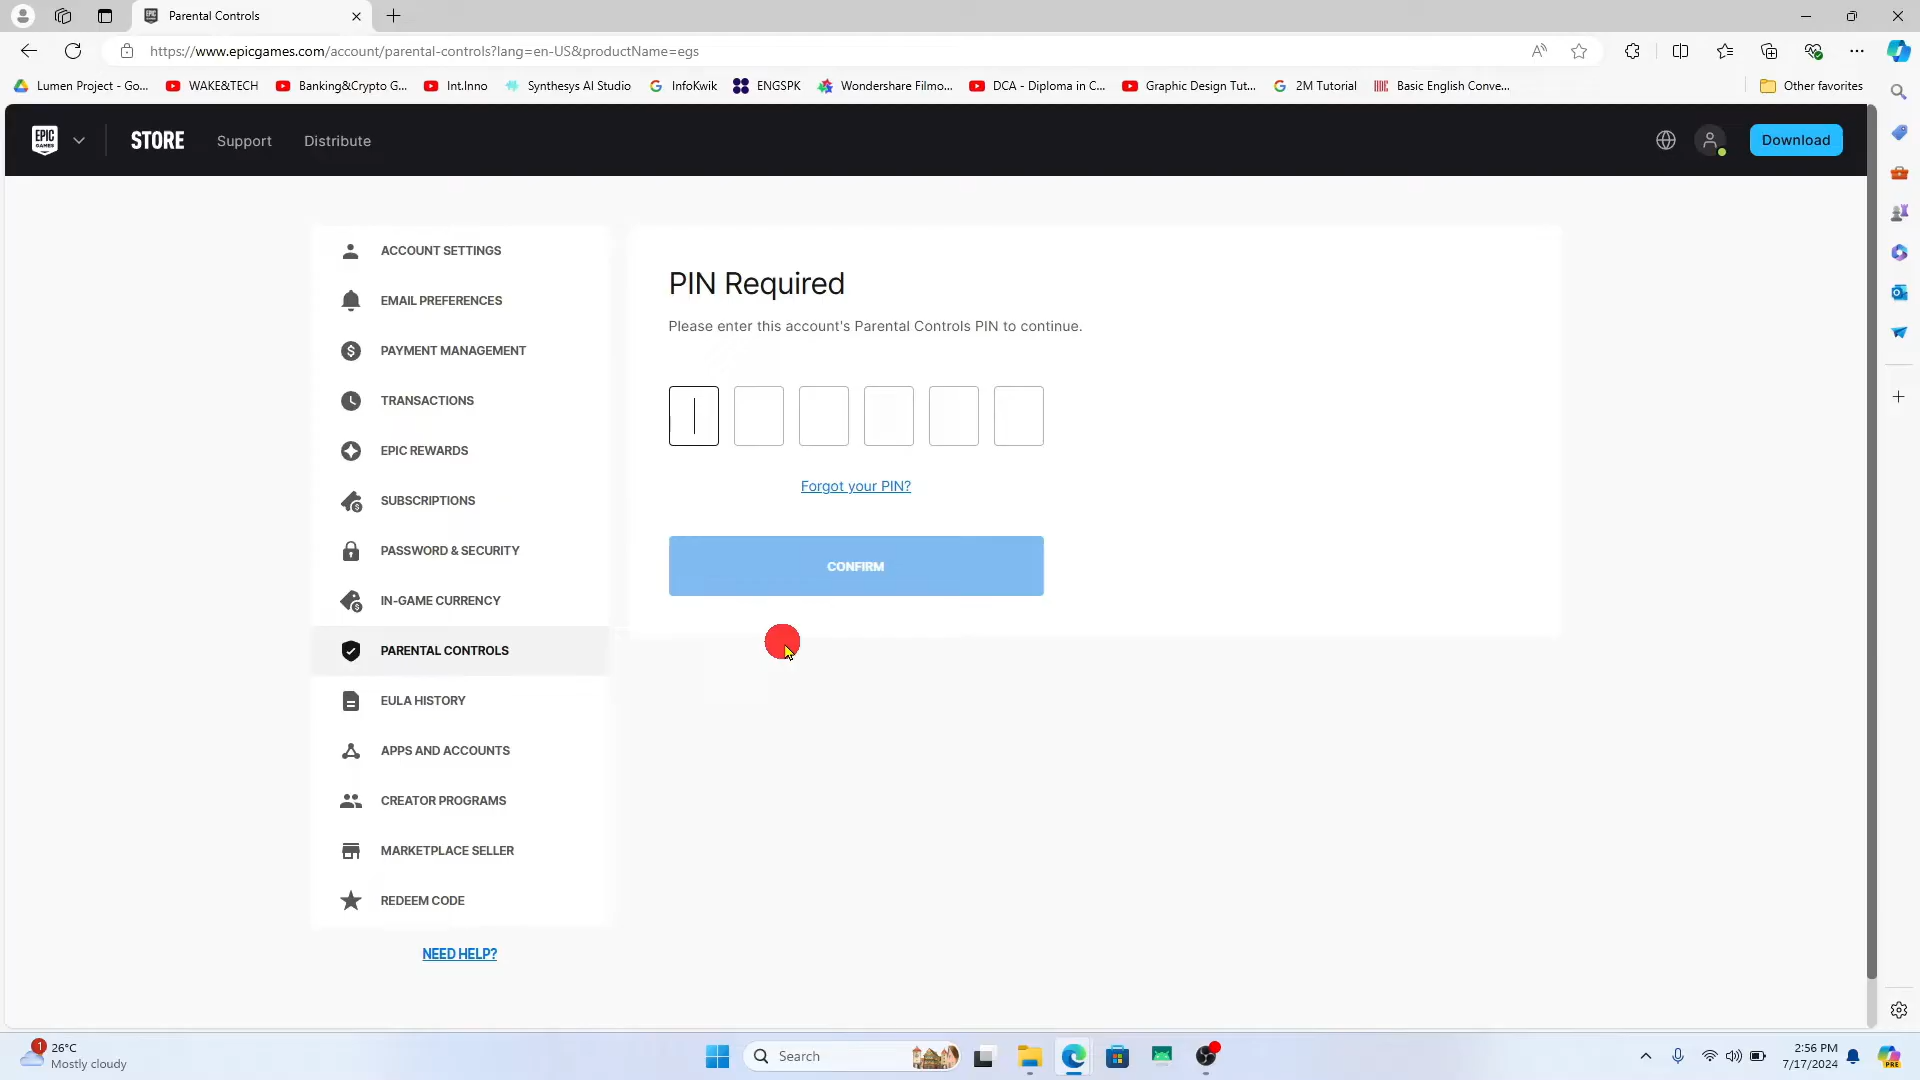 Parental Controls
https://www.epicgames.com/account/parental-controls?lang=en-US&productName=egs
Lumen Project - Go...
WAKE&TECH
Banking&Crypto G...
Int.Inno
Synthesys AI Studio
InfoKwik
ENGSPK
Wondershare Filmo...
DCA - Diploma in C...
Graphic Design Tut...
2M Tutorial
Basic English Conve...
Other favorites
EPIC GAMES
STORE
Support
Distribute
Download
ACCOUNT SETTINGS
EMAIL PREFERENCES
PAYMENT MANAGEMENT
TRANSACTIONS
EPIC REWARDS
SUBSCRIPTIONS
PASSWORD & SECURITY
IN-GAME CURRENCY
PARENTAL CONTROLS
EULA HISTORY
APPS AND ACCOUNTS
CREATOR PROGRAMS
MARKETPLACE SELLER
REDEEM CODE
NEED HELP?
PIN Required
Please enter this account's Parental Controls PIN to continue.
Forgot your PIN?
CONFIRM
1
26°C
Mostly cloudy
Search
2:56 PM
7/17/2024
PRE